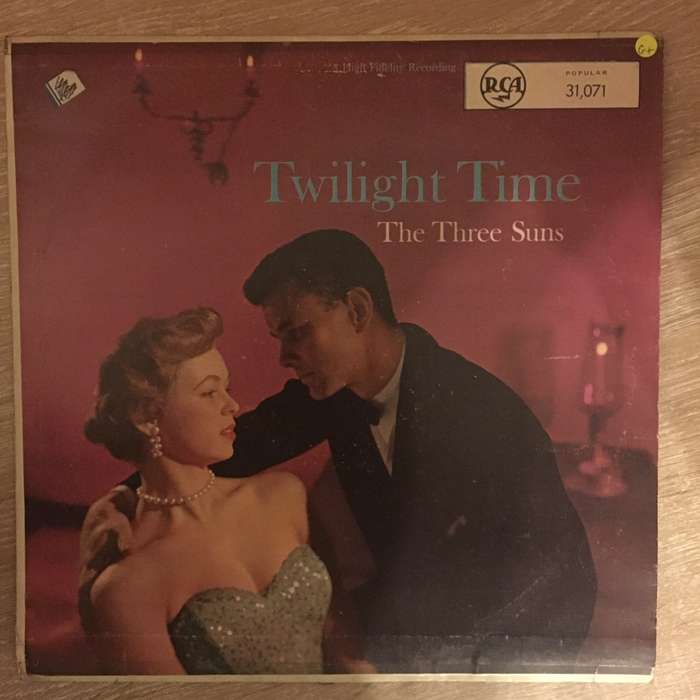 High Fidelity Recording
RCA
POPULAR
31,071
G+
Twilight Time
The Three Suns